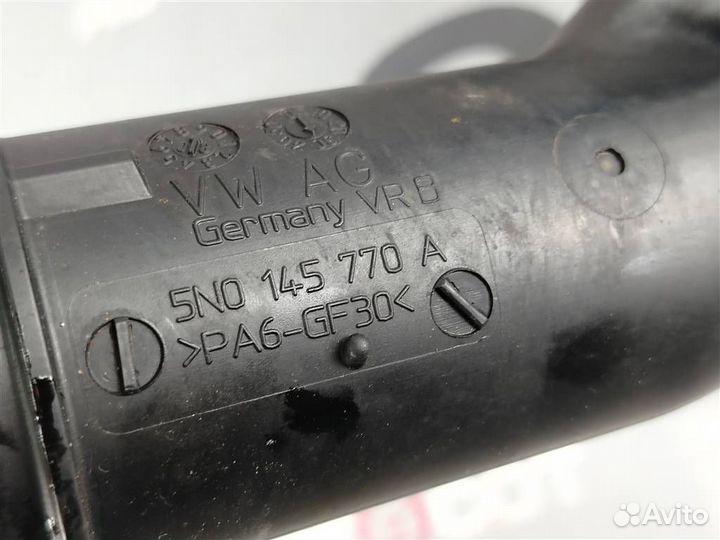 VW AG
Germany VR B
5N0 145 770 A
>PA6-GF30<
Avito